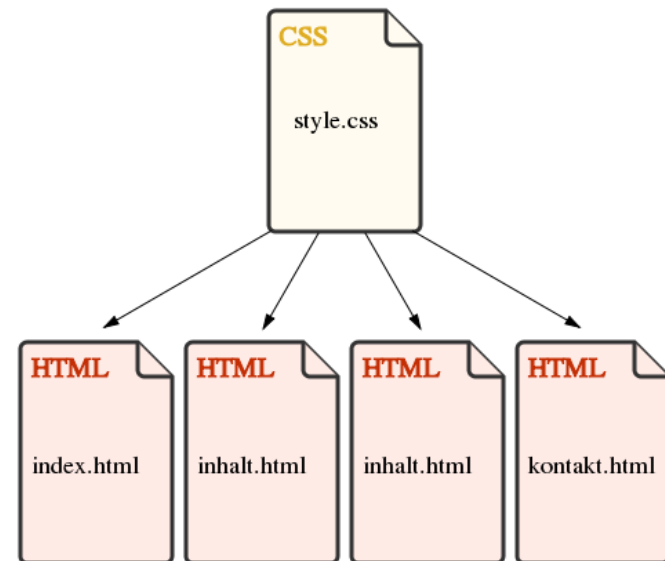 CSS
style.css
HTML
HTML
HTML
HTML
index.html
inhalt.html
inhalt.html
kontakt.html